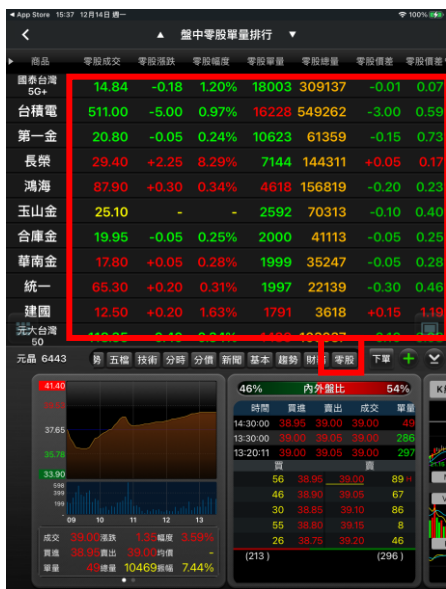 App Store 15:37 12月14日 週一 100%
盤中零股單量排行
商品 零股成交 零股漲跌 零股幅度 零股單量 零股總量 零股價差 零股價差
國泰台灣5G+ 14.84 -0.18 1.20% 18003 309137 -0.01 0.07
台積電 511.00 -5.00 0.97% 16228 549262 -3.00 0.59
第一金 20.80 -0.05 0.24% 10623 61359 -0.15 0.73
長榮 29.40 +2.25 8.29% 7144 144311 +0.05 0.17
鴻海 87.90 +0.30 0.34% 4618 156819 -0.20 0.23
玉山金 25.10 - - 2592 70313 -0.10 0.40
合庫金 19.95 -0.05 0.25% 2000 41113 -0.05 0.25
華南金 17.80 +0.05 0.28% 1999 35247 -0.05 0.28
統一 65.30 +0.20 0.31% 1997 22139 -0.30 0.46
建國 12.50 +0.20 1.63% 1791 3618 +0.15 1.19
元大台灣50
元晶 6443 五檔 技術 分時 分價 新聞 基本 趨勢 財 零股 下單
41.40
37.65
35.78
33.90
598
399
199
09 10 11 12 13
成交 39.00 漲跌 1.35 幅度 3.59%
買進 38.95 賣出 39.00 均價 -
單量 49 總量 10469 振幅 7.44%
46% 內外盤比 54%
時間 買進 賣出 成交 單量
14:30:00 38.95 39.00 39.00 49
13:30:00 39.00 39.05 39.00 286
13:20:11 39.00 39.05 39.00 297
買 賣
56 38.95 39.00 89 H
46 38.90 39.05 67
30 38.85 39.10 86
55 38.80 39.15 8
26 38.75 39.20 46
(213) (296)